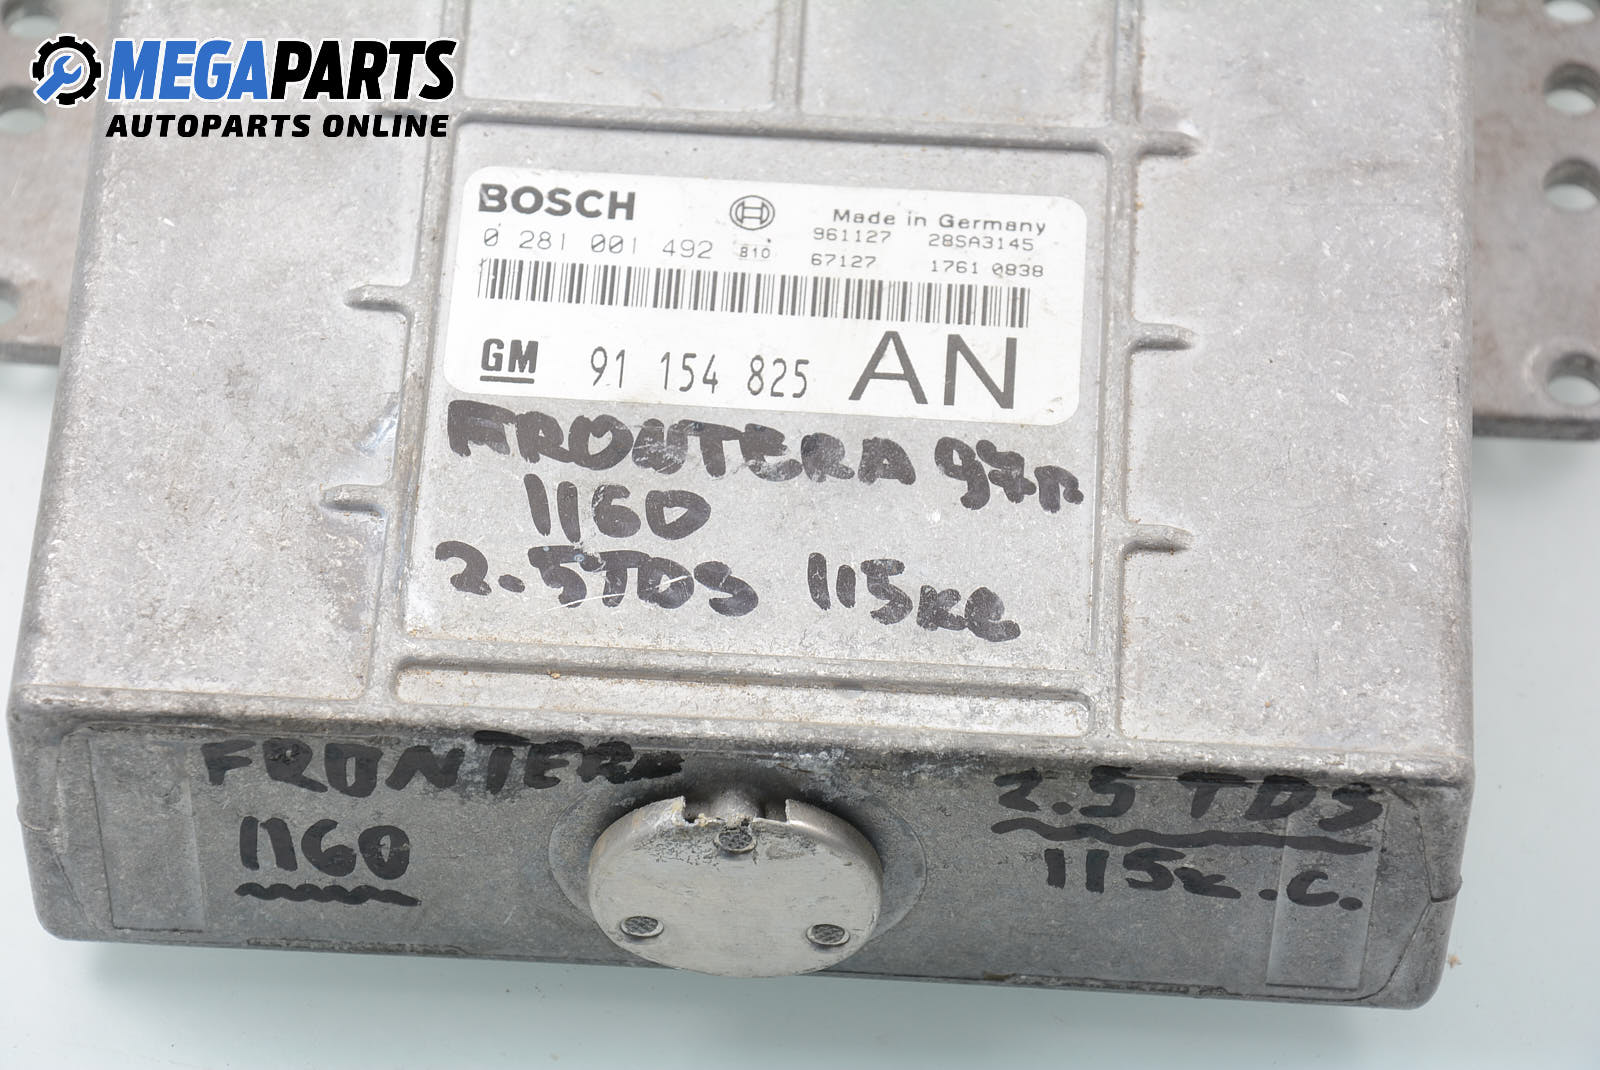 MEGAPARTS
AUTOPARTS ONLINE
BOSCH
Made in Germany
0 281 001 492 B10 961127 28SA3145
67127 1761 0838
GM 91 154 825 AN
FRONTERA 97г
1160
2.5TDS 115кс
FRONTERA 2.5 TDS
1160 115к.с.